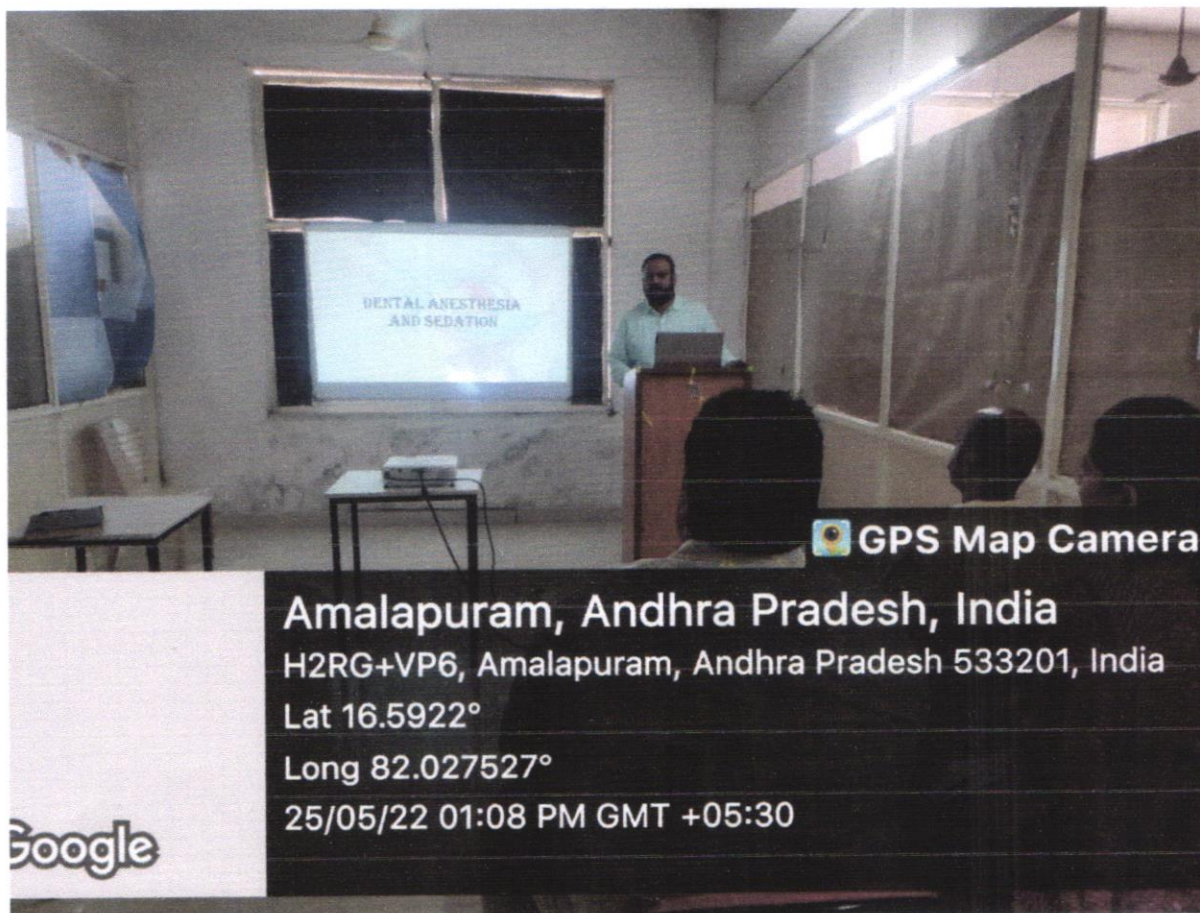 DENTAL ANESTHESIA
AND SEDATION
GPS Map Camera
Amalapuram, Andhra Pradesh, India
H2RG+VP6, Amalapuram, Andhra Pradesh 533201, India
Lat 16.5922°
Long 82.027527°
25/05/22 01:08 PM GMT +05:30
Google